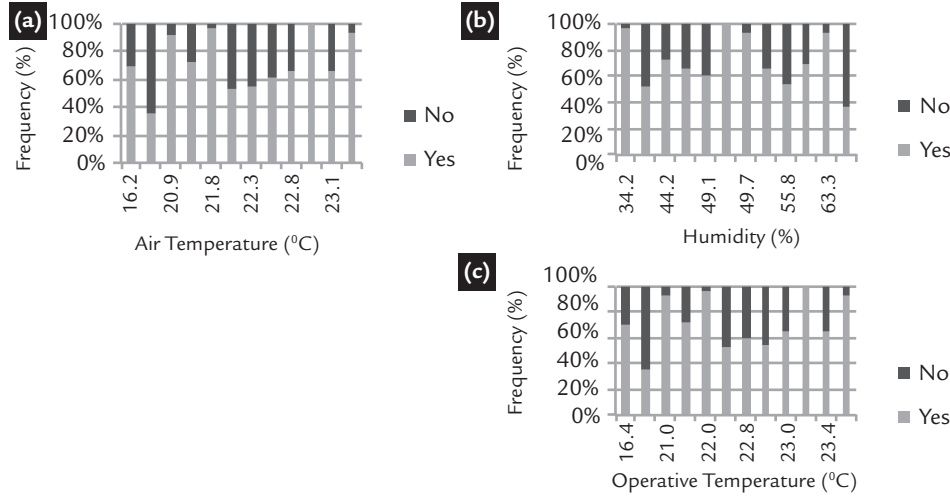 (a)
100%
80%
60%
40%
20%
0%
Frequency (%)
16.2
20.9
21.8
22.3
22.8
23.1
Air Temperature (⁰C)
No
Yes
(b)
100%
80%
60%
40%
20%
0%
Frequency (%)
34.2
44.2
49.1
49.7
55.8
63.3
Humidity (%)
No
Yes
(c)
100%
80%
60%
40%
20%
0%
Frequency (%)
16.4
21.0
22.0
22.8
23.0
23.4
Operative Temperature (⁰C)
No
Yes